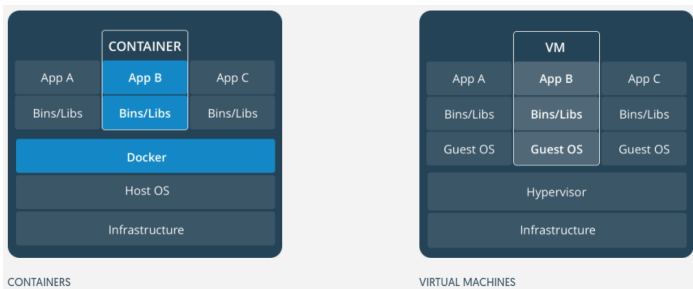 CONTAINER
App A App B App C
Bins/Libs Bins/Libs Bins/Libs
Docker
Host OS
Infrastructure
CONTAINERS
VM
App A App B App C
Bins/Libs Bins/Libs Bins/Libs
Guest OS Guest OS Guest OS
Hypervisor
Infrastructure
VIRTUAL MACHINES